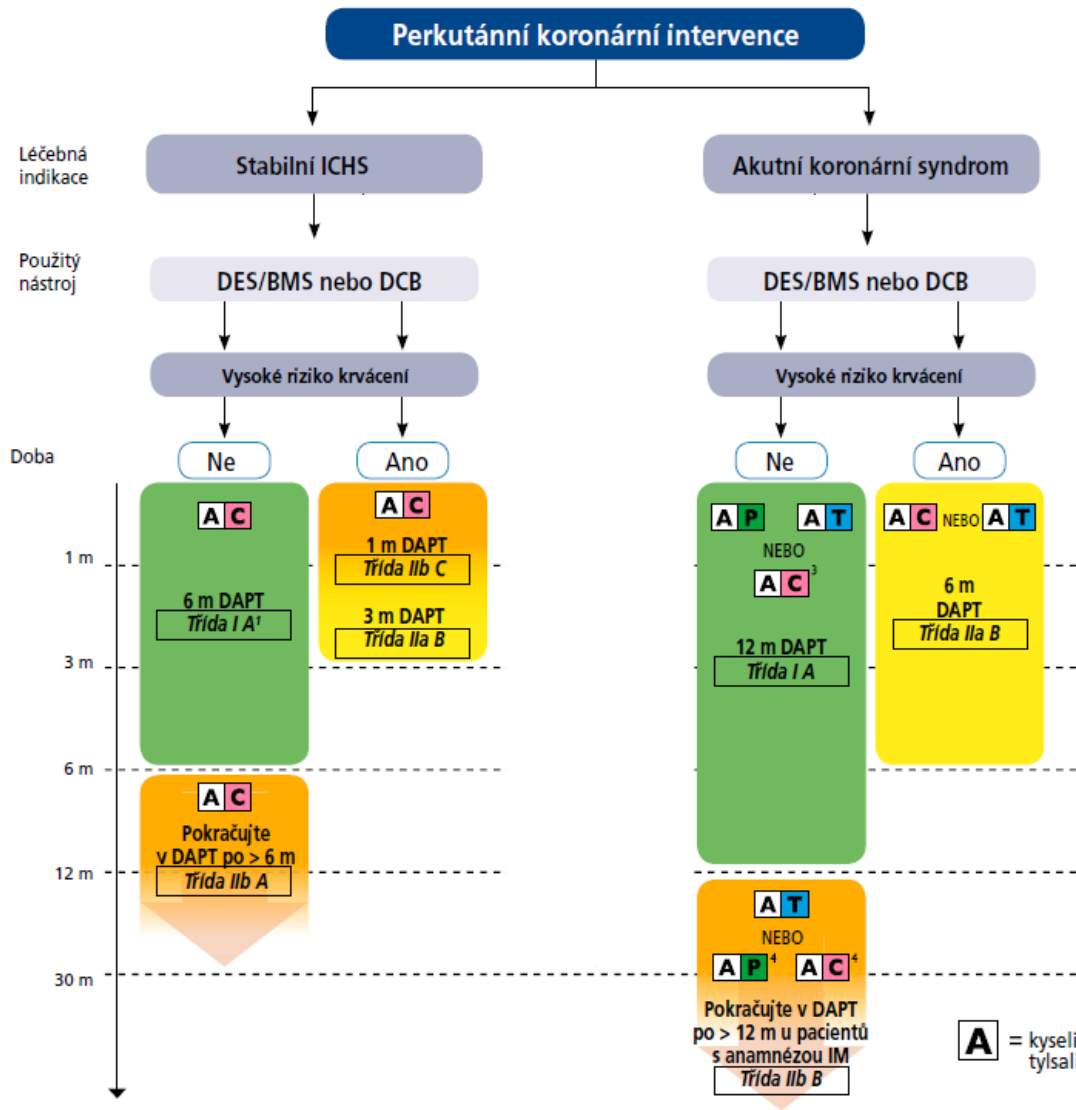 Perkutánní koronární intervence
Léčebná
indikace
Stabilní ICHS
Akutní koronární syndrom
Použitý
nástroj
DES/BMS nebo DCB
DES/BMS nebo DCB
Vysoké riziko krvácení
Vysoké riziko krvácení
Doba
Ne
Ano
Ne
Ano
A C
A C
A P A T
NEBO
A C 3
A C NEBO A T
1 m
1 m DAPT
Třída IIb C
6 m DAPT
Třída I A1
3 m DAPT
Třída IIa B
12 m DAPT
Třída I A
6 m
DAPT
Třída IIa B
3 m
6 m
A C
Pokračujte
v DAPT po > 6 m
Třída IIb A
12 m
A T
NEBO
A P 4 A C 4
30 m
Pokračujte v DAPT
po > 12 m u pacientů
s anamnézou IM
Třída IIb B
A = kyseli
tylsali